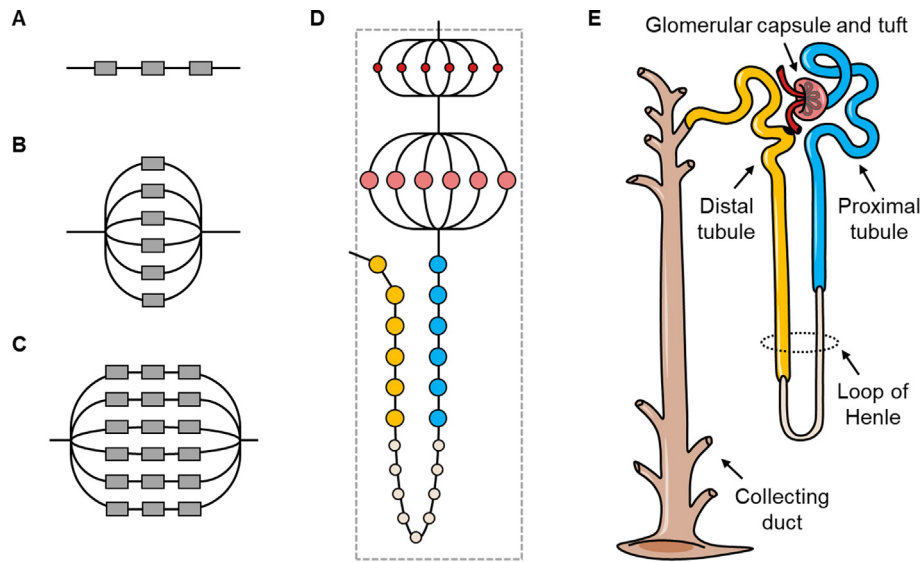 A
B
C
D
E
Glomerular capsule and tuft
Distal
tubule
Proximal
tubule
Loop of
Henle
Collecting
duct